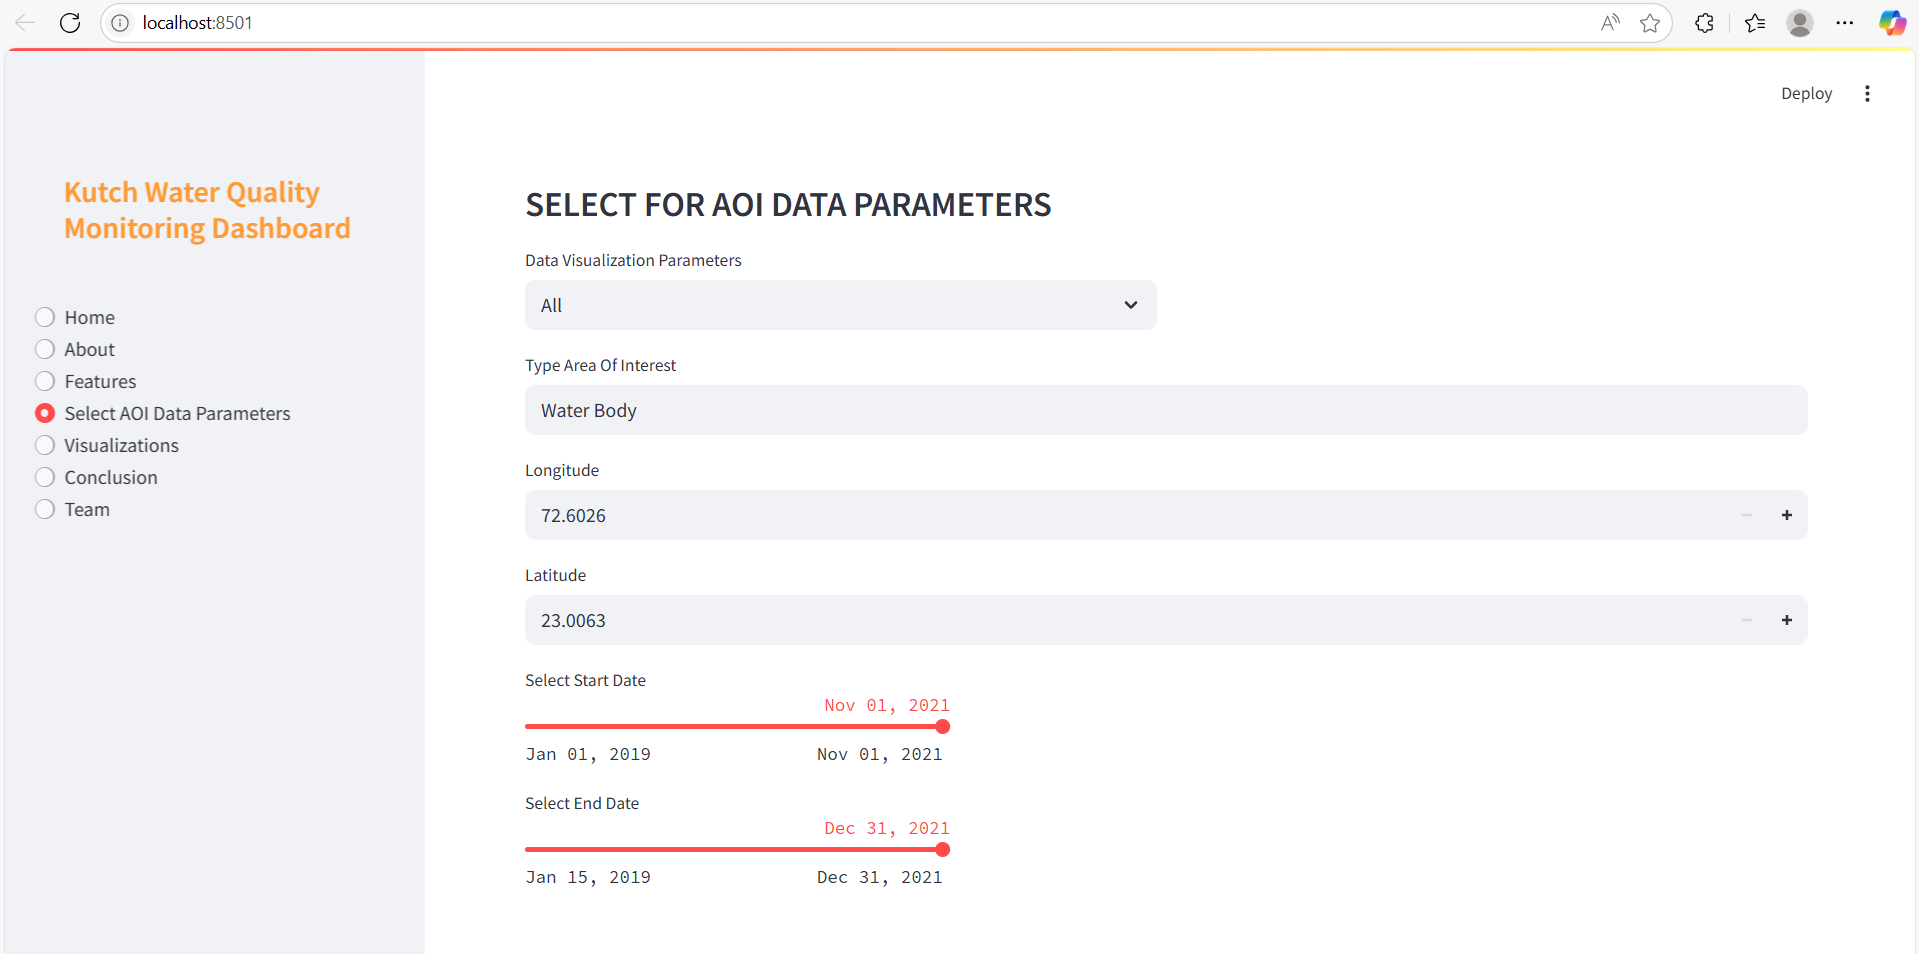 localhost:8501
Deploy
Kutch Water Quality
Monitoring Dashboard
Home
About
Features
Select AOI Data Parameters
Visualizations
Conclusion
Team
SELECT FOR AOI DATA PARAMETERS
Data Visualization Parameters
All
Type Area Of Interest
Water Body
Longitude
72.6026
Latitude
23.0063
Select Start Date
Nov 01, 2021
Jan 01, 2019 Nov 01, 2021
Select End Date
Dec 31, 2021
Jan 15, 2019 Dec 31, 2021